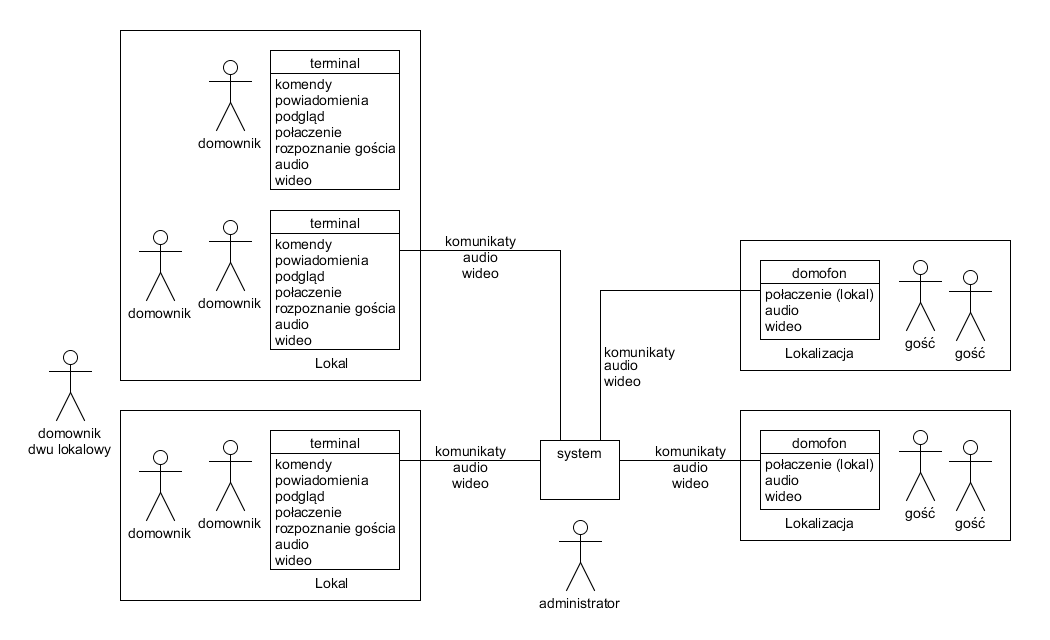 terminal
komendy
powiadomienia
podgląd
połaczenie
rozpoznanie gościa
audio
wideo
domownik
terminal
komendy
powiadomienia
podgląd
połaczenie
rozpoznanie gościa
audio
wideo
domownik
domownik
Lokal
komunikaty
audio
wideo
domofon
połaczenie (lokal)
audio
wideo
Lokalizacja
gość
gość
komunikaty
audio
wideo
domownik
dwu lokalowy
terminal
komendy
powiadomienia
podgląd
połaczenie
rozpoznanie gościa
audio
wideo
domownik
domownik
Lokal
komunikaty
audio
wideo
system
komunikaty
audio
wideo
domofon
połaczenie (lokal)
audio
wideo
Lokalizacja
gość
gość
administrator